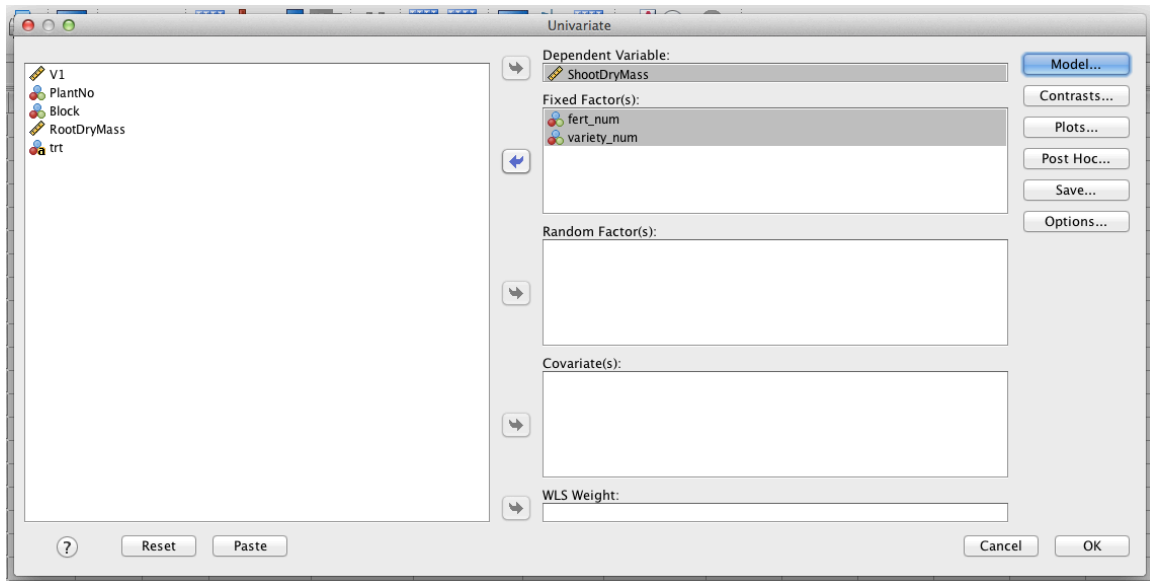 Univariate
V1
PlantNo
Block
RootDryMass
a trt
Dependent Variable:
ShootDryMass
Fixed Factor(s):
fert_num
variety_num
Random Factor(s):
Covariate(s):
WLS Weight:
Model...
Contrasts...
Plots...
Post Hoc...
Save...
Options...
?
Reset
Paste
Cancel
OK